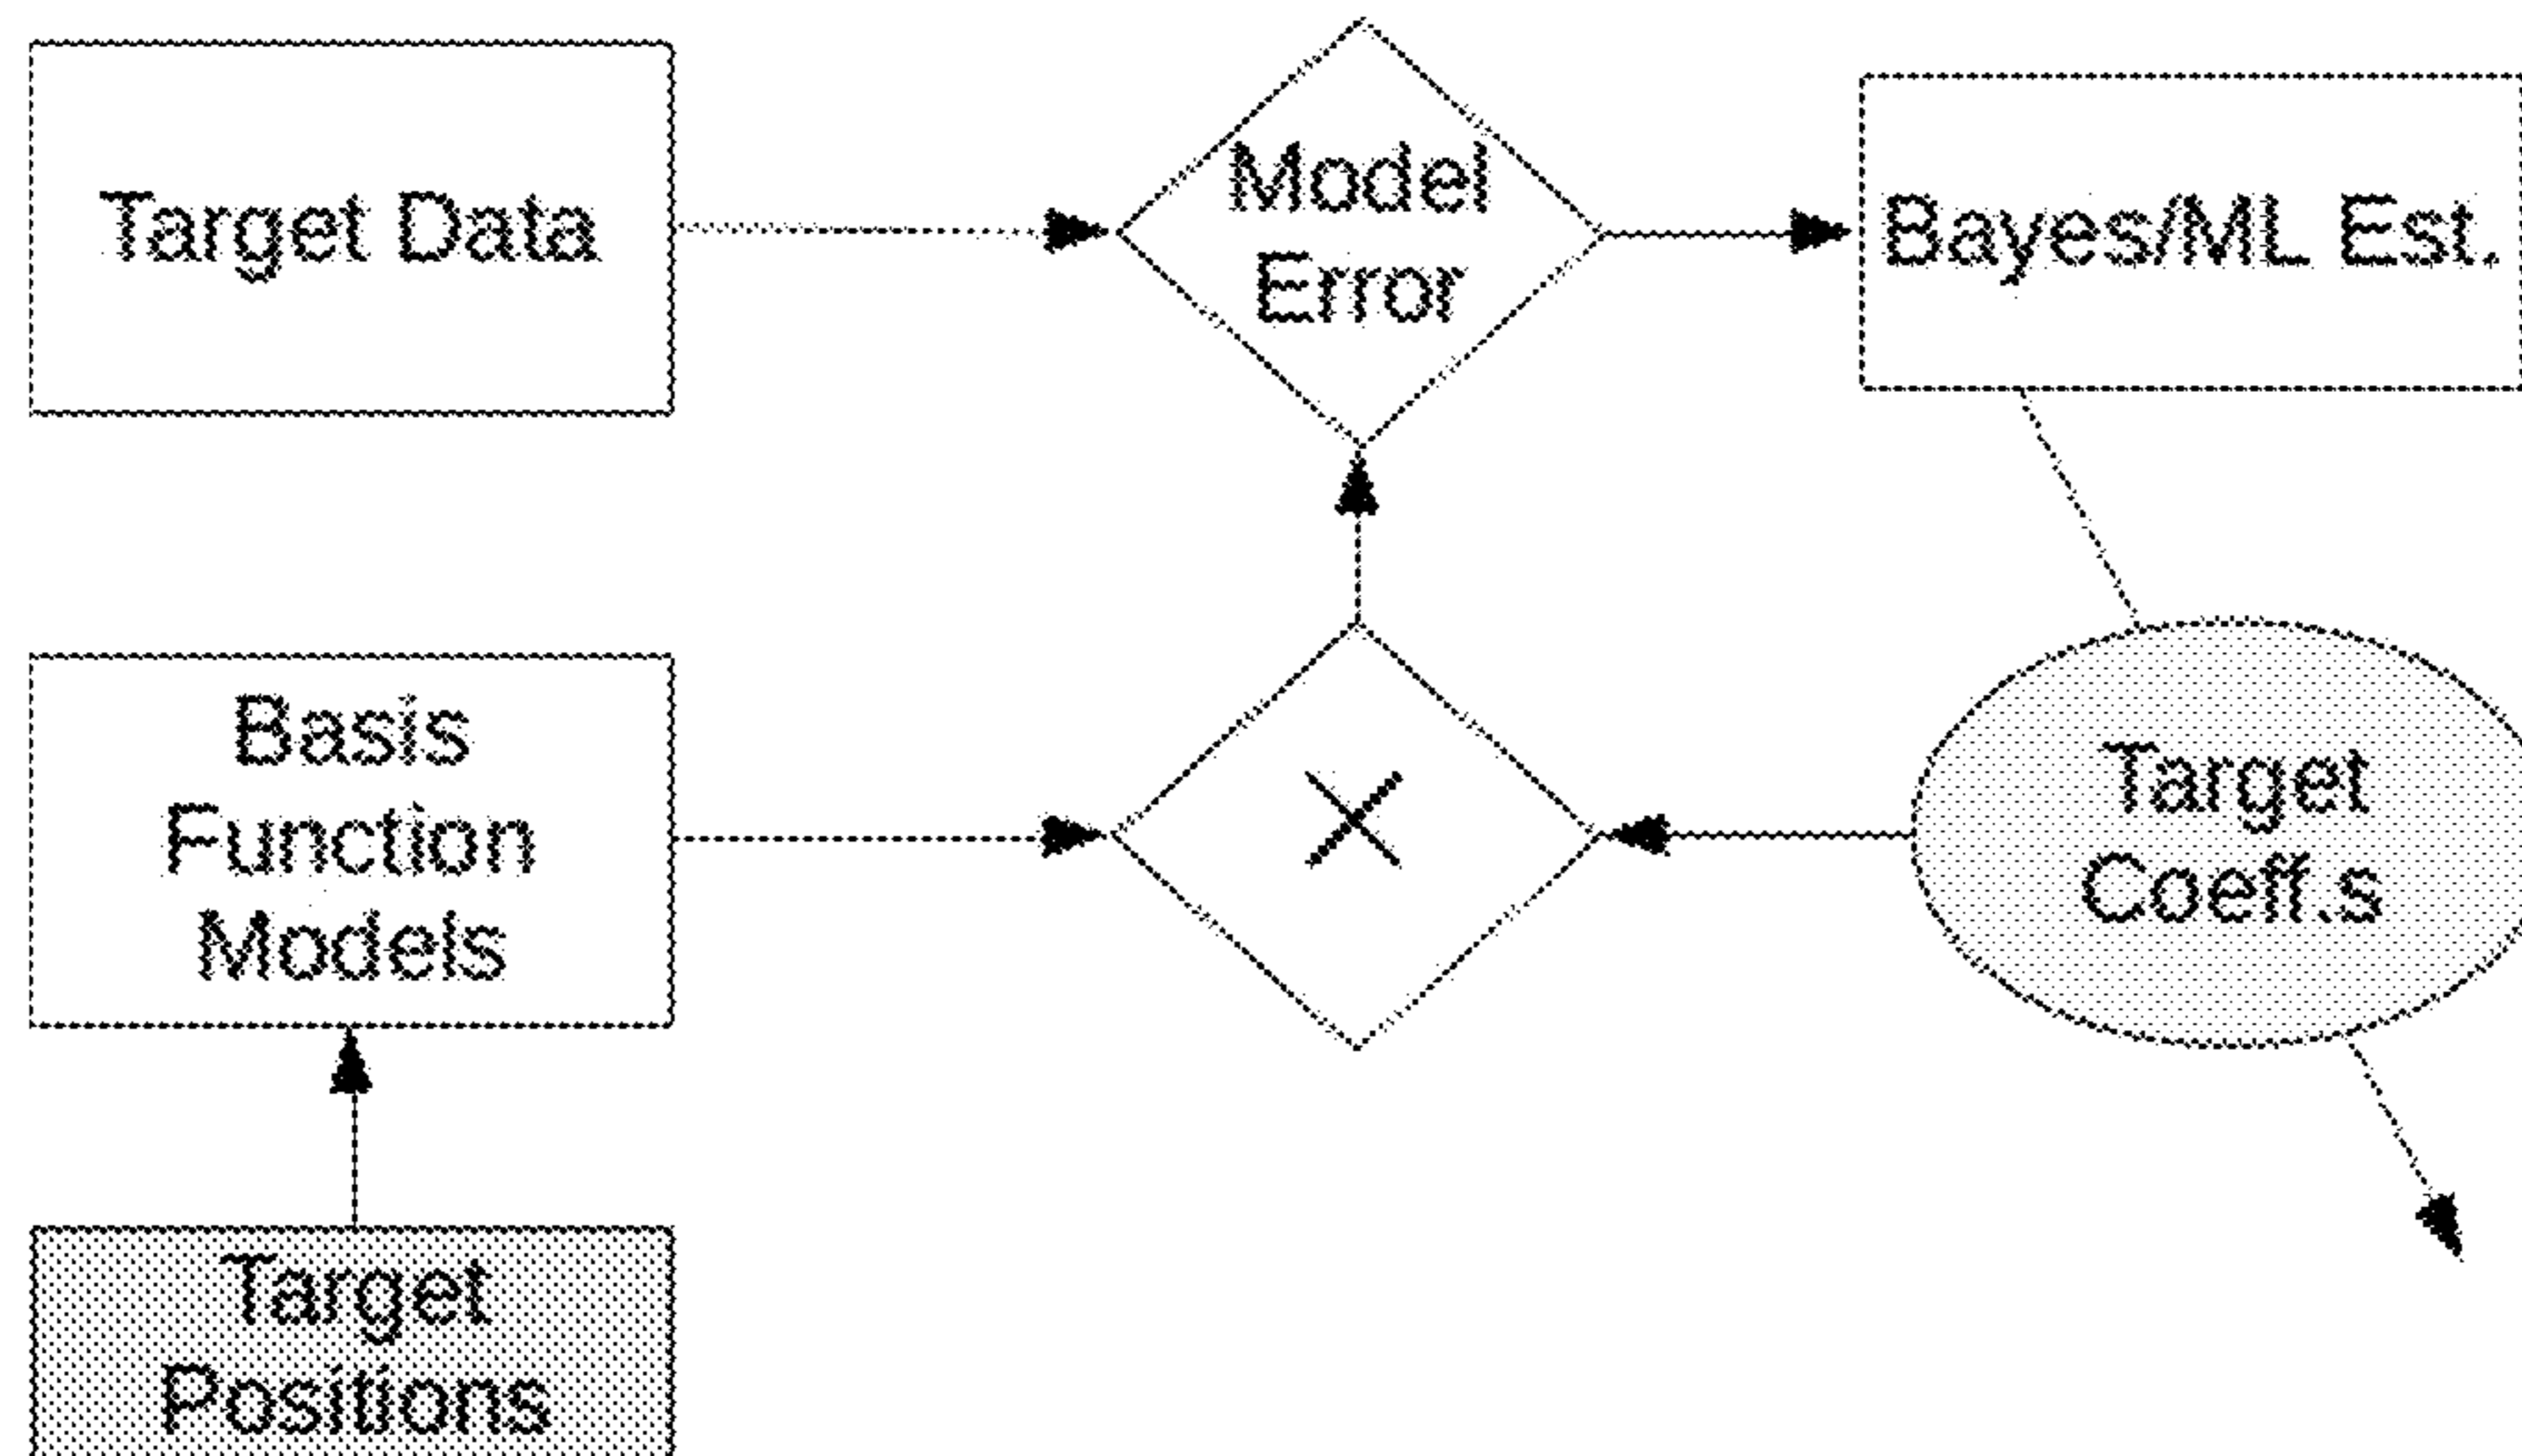 Target Data
Model
Error
Bayes/ML Est.
Basis
Function
Models
×
Target
Coeff.s
Target
Positions